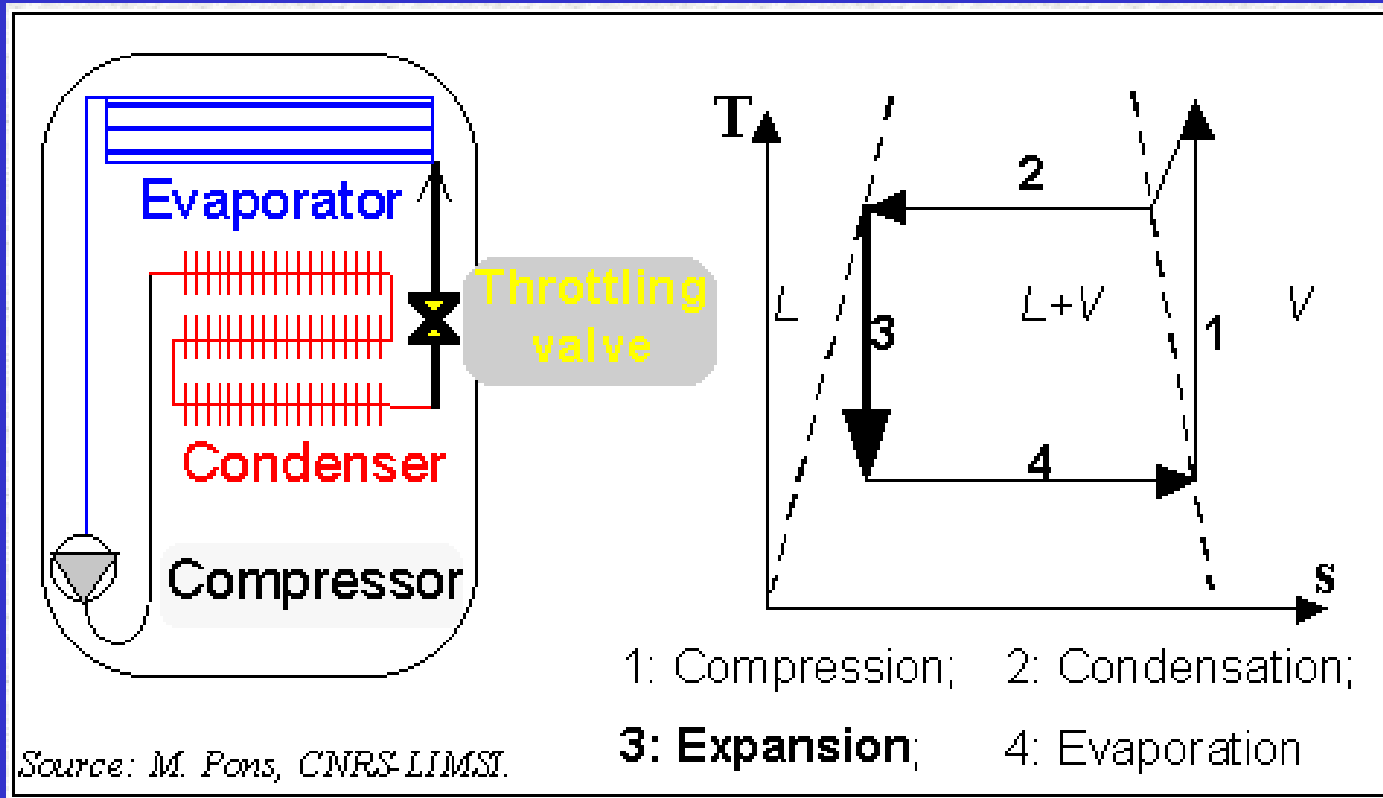 Evaporator
Throttling
valve
Condenser
Compressor
T
2
L
3
L+V
1
V
4
s
1: Compression; 2: Condensation;
3: Expansion; 4: Evaporation
Source: M. Pons, CNRS-LIMSI.